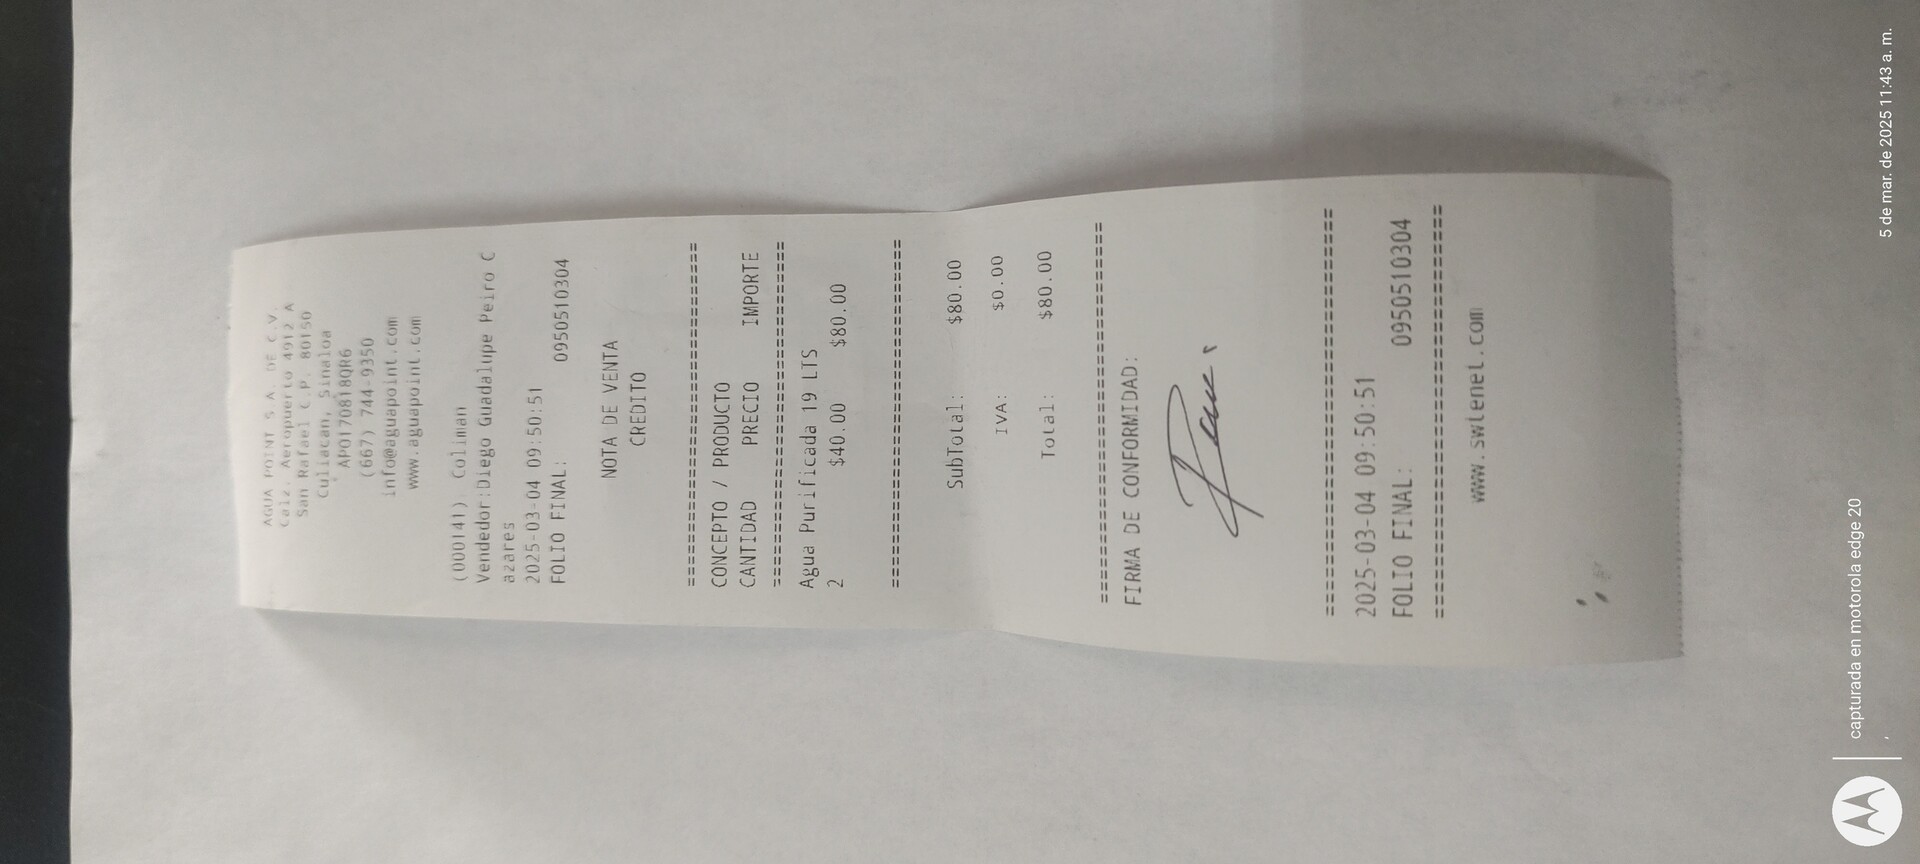 AGUA POINT S.A. DE C.V.
Calz. Aeropuerto 4912 A
San Rafael C.P. 80150
Culiacan, Sinaloa
APO170818QR6
(667) 744-9350
info@aguapoint.com
www.aguapoint.com
(000141) Coliman
Vendedor:Diego Guadalupe Peiro C
azares
2025-03-04 09:50:51
FOLIO FINAL: 095051030​4
NOTA DE VENTA
CREDITO
================================
CONCEPTO / PRODUCTO
CANTIDAD PRECIO IMPORTE
================================
Agua Purificada 19 LTS
2 $40.00 $80.00
================================
SubTotal: $80.00
IVA: $0.00
Total: $80.00
================================
FIRMA DE CONFORMIDAD:
================================
2025-03-04 09:50:51
FOLIO FINAL: 0950510304
================================
www.swtenet.com
capturada en motorola edge 20
5 de mar. de 2025 11:43 a. m.